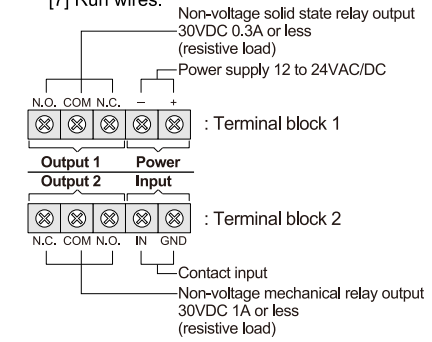 [7] Run wires.
Non-voltage solid state relay output
30VDC 0.3A or less
(resistive load)
Power supply 12 to 24VAC/DC
N.O. COM N.C. − +
: Terminal block 1
Output 1 Power
Output 2 Input
: Terminal block 2
N.C. COM N.O. IN GND
Contact input
Non-voltage mechanical relay output
30VDC 1A or less
(resistive load)